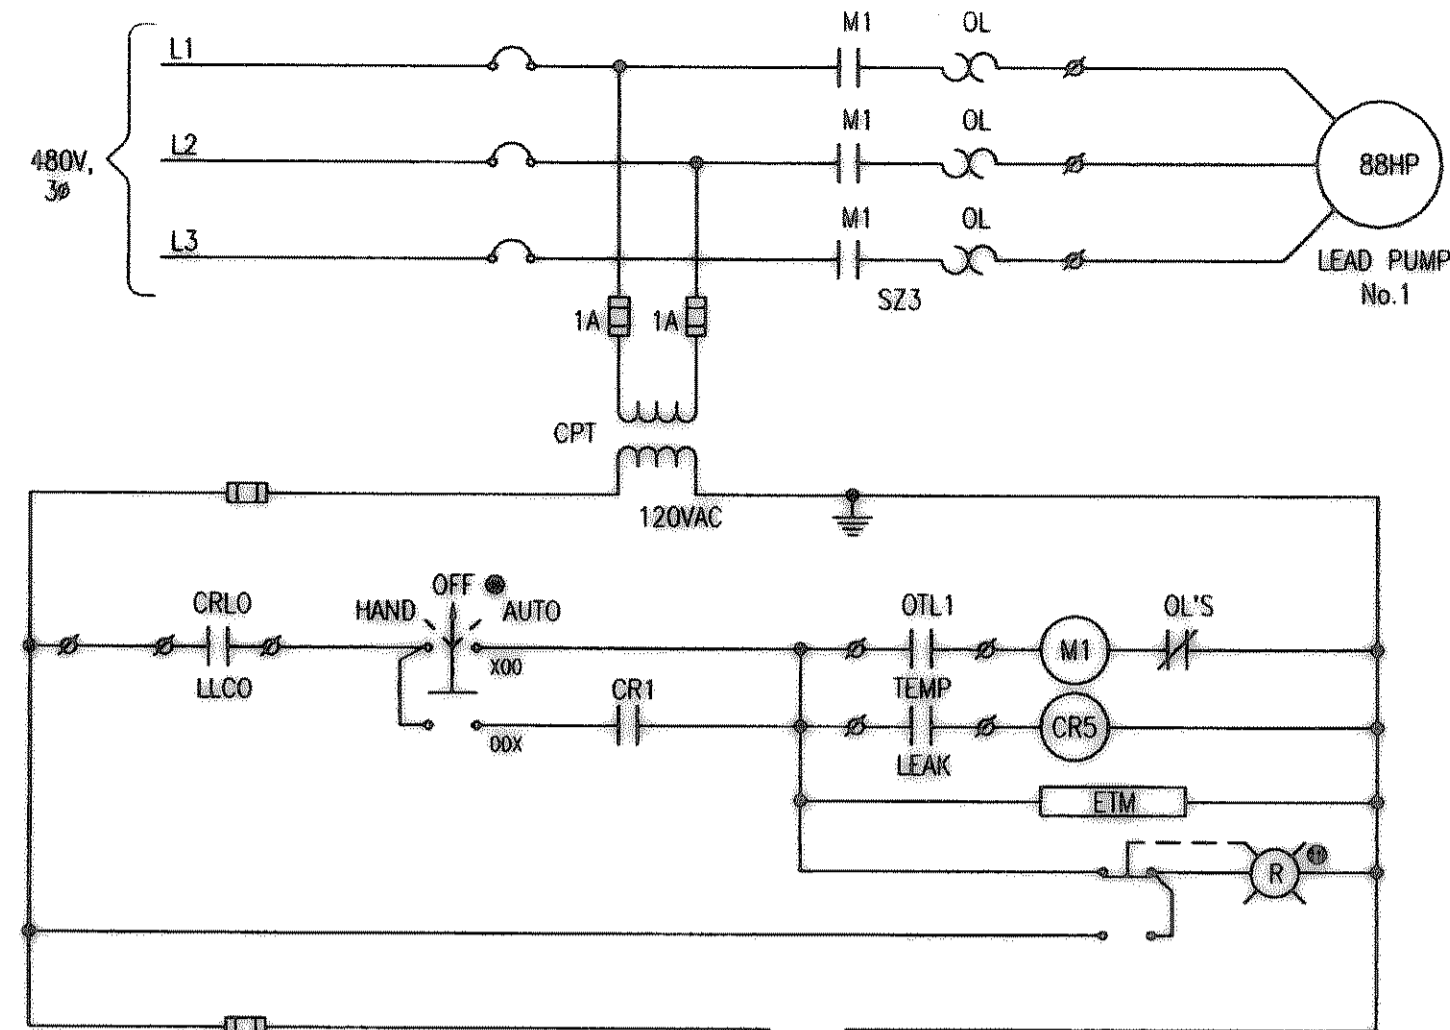 M1 OL
L1
M1 OL
L2
480V,
3ø
88HP
M1 OL
L3
LEAD PUMP
No.1
SZ3
1A 1A
CPT
120VAC
OFF
HAND AUTO
CRLO
OTL1
OL'S
M1
X00
LLCO
CR1
TEMP
CR5
00X
LEAK
ETM
R